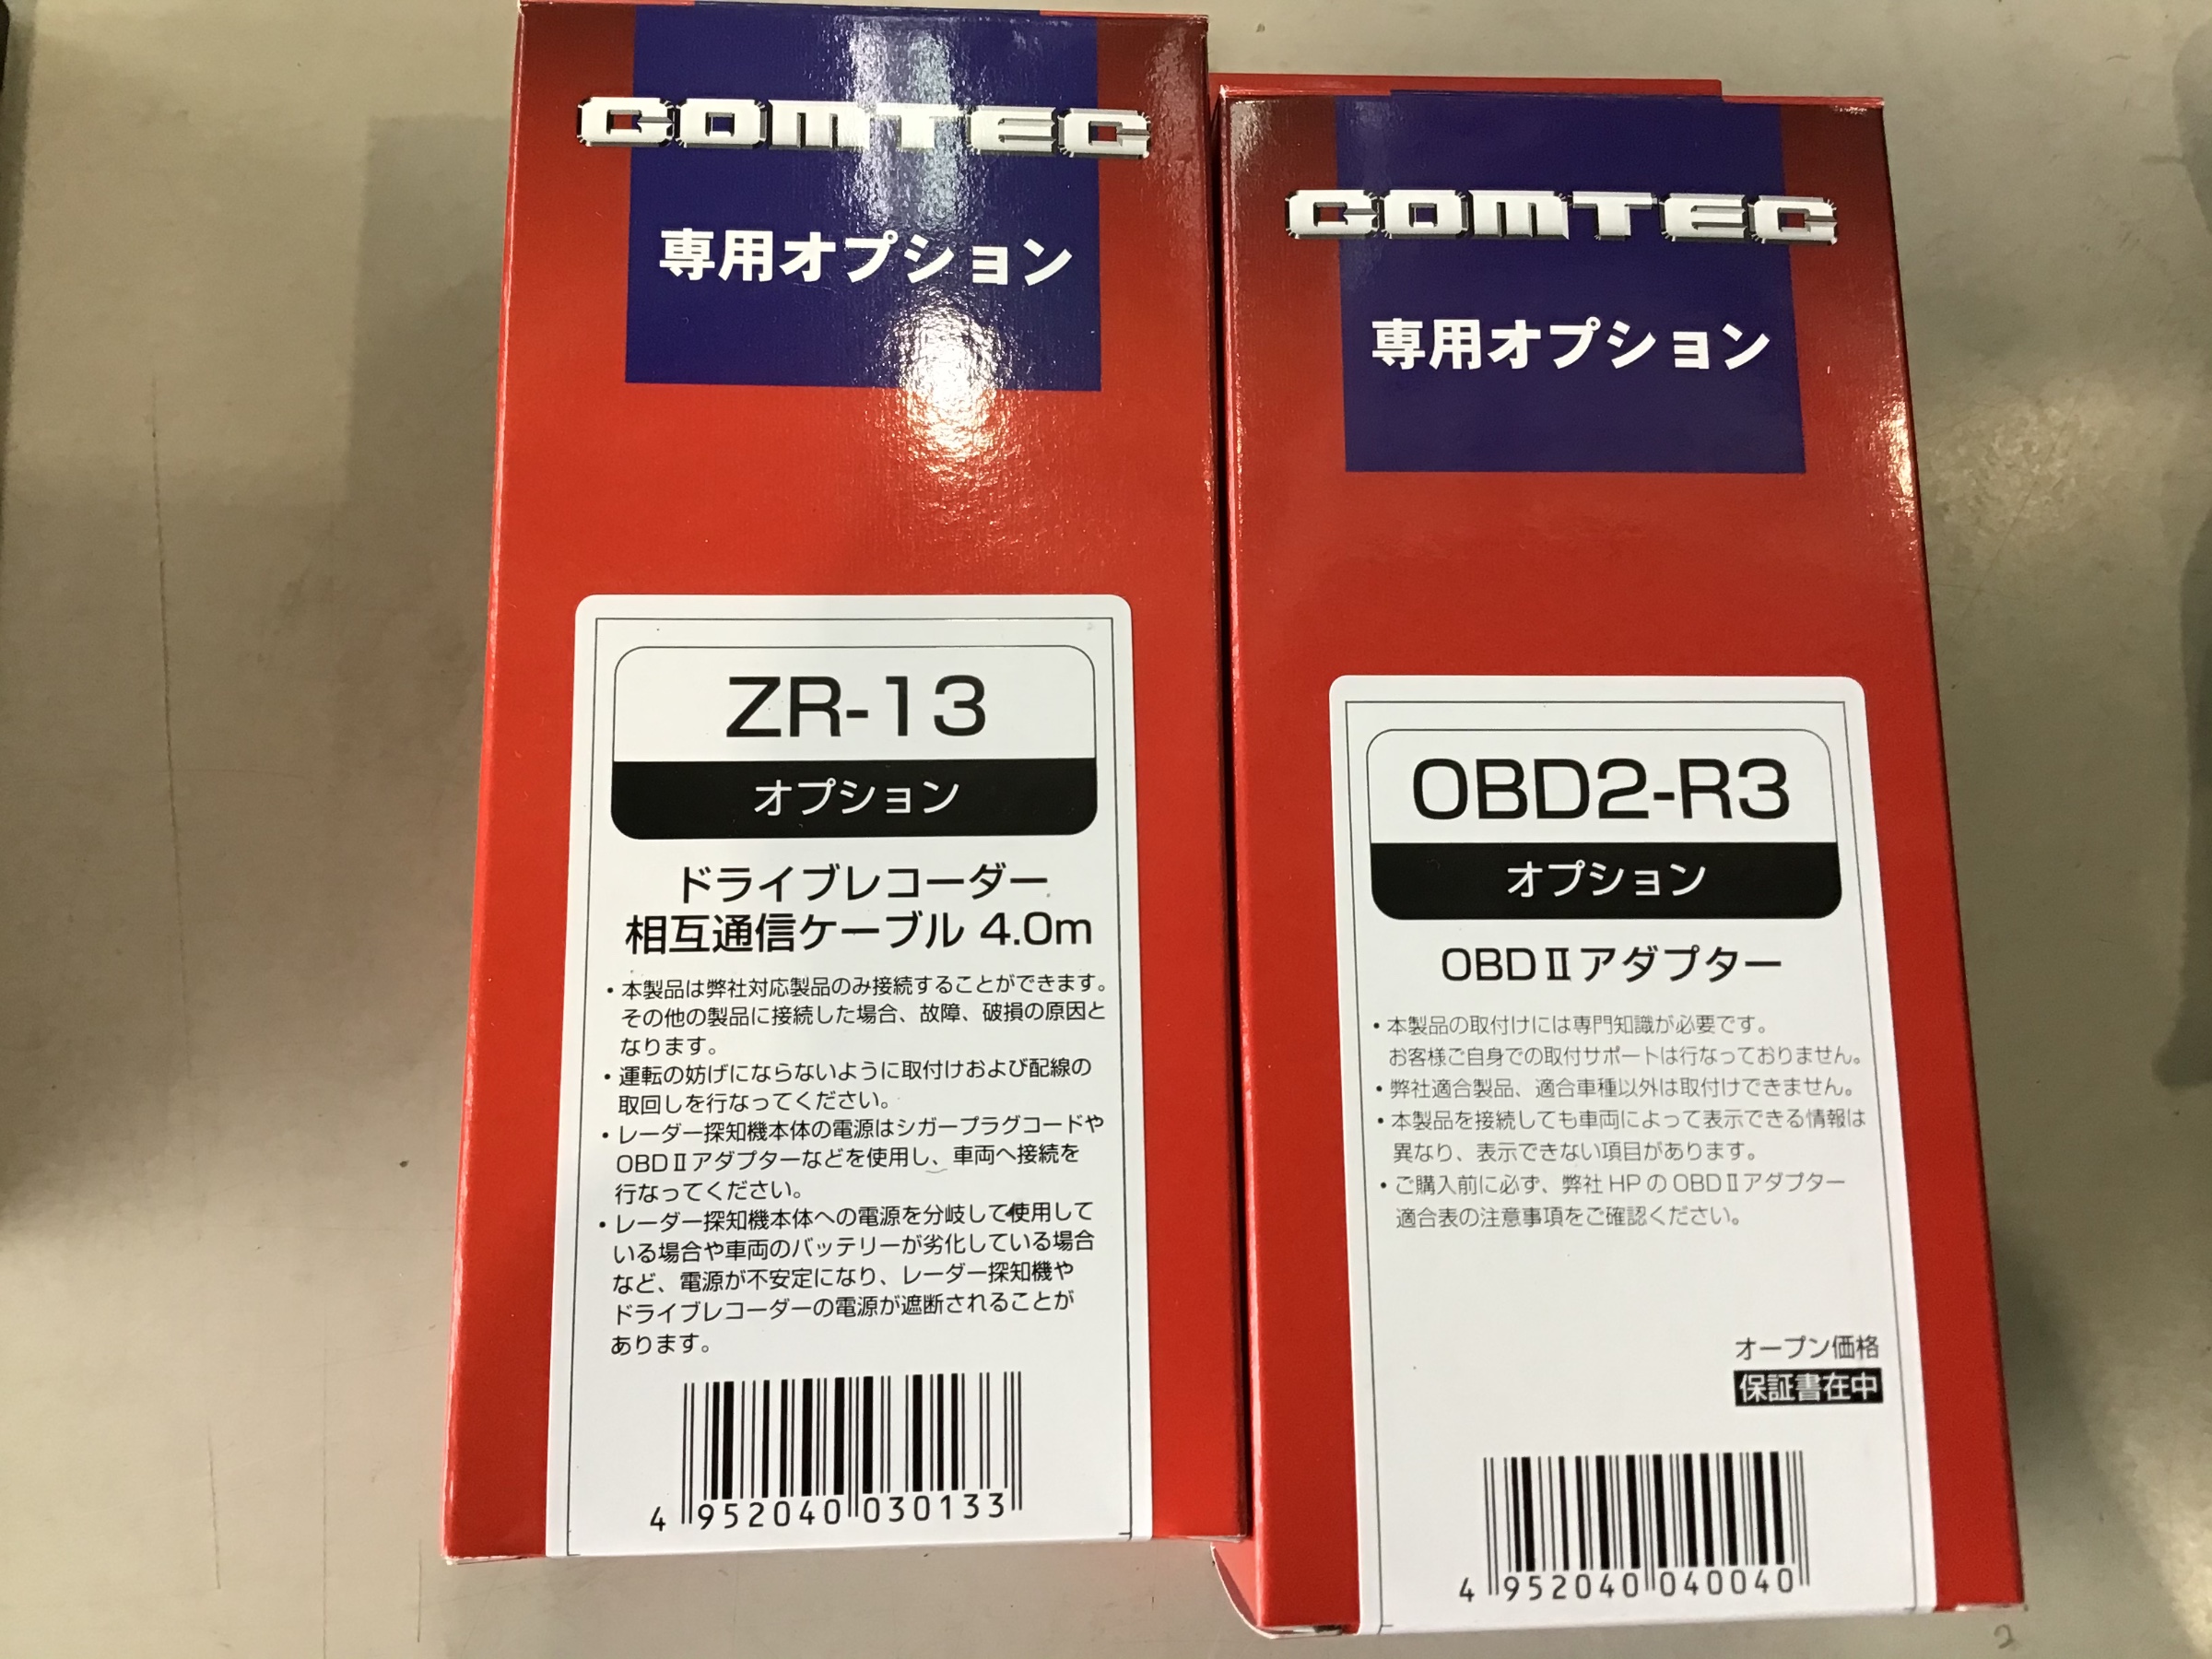 COMTEC
専用オプション
ZR-13
オプション
ドライブレコーダー
相互通信ケーブル 4.0m
・本製品は弊社対応製品のみ接続することができます。
その他の製品に接続した場合、故障、破損の原因と
なります。
・運転の妨げにならないように取付けおよび配線の
取回しを行なってください。
・レーダー探知機本体の電源はシガープラグコードや
OBDⅡアダプターなどを使用し、車両へ接続を
行なってください。
・レーダー探知機本体への電源を分岐して使用して
いる場合や車両のバッテリーが劣化している場合
など、電源が不安定になり、レーダー探知機や
ドライブレコーダーの電源が遮断されることが
あります。
4 952040 030133
COMTEC
専用オプション
OBD2-R3
オプション
OBDⅡアダプター
・本製品の取付けには専門知識が必要です。
お客様ご自身での取付サポートは行なっておりません。
・弊社適合製品、適合車種以外は取付けできません。
・本製品を接続しても車両によって表示できる情報は
異なり、表示できない項目があります。
・ご購入前に必ず、弊社 HP の OBDⅡアダプター
適合表の注意事項をご確認ください。
オープン価格
保証書在中
4 952040 040040